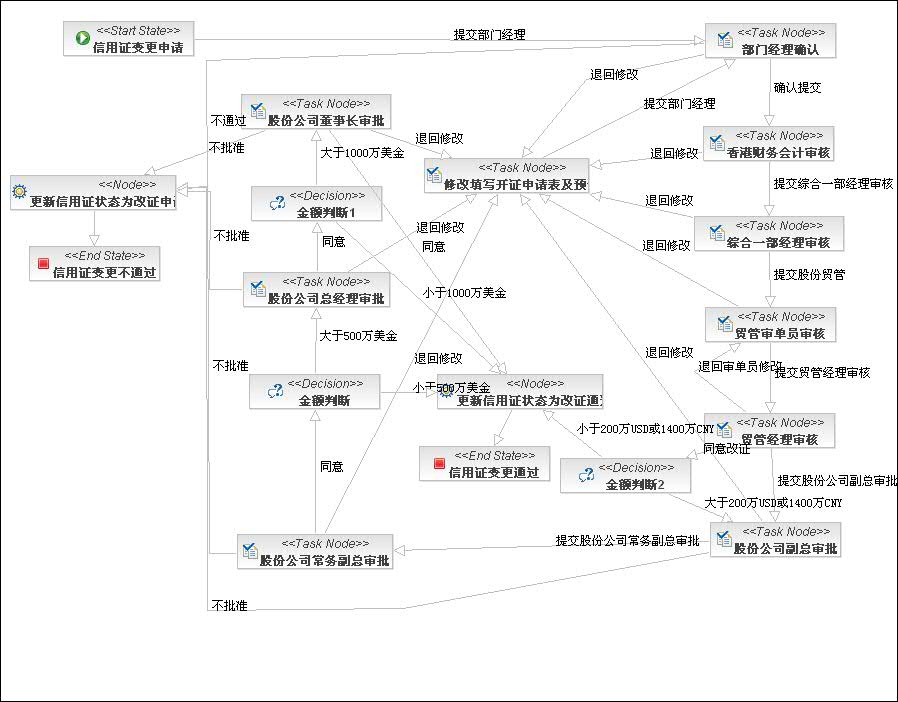 <<Start State>>
信用证变更申请
提交部门经理
<<Task Node>>
部门经理确认
退回修改
确认提交
<<Task Node>>
股份公司董事长审批
提交部门经理
不通过
退回修改
<<Task Node>>
香港财务会计审核
不批准
大于1000万美金
退回修改
<<Task Node>>
修改填写开证申请表及预
<<Node>>
更新信用证状态为改证申请
提交综合一部经理审核
<<Decision>>
金额判断1
退回修改
<<Task Node>>
综合一部经理审核
不批准
同意
退回修改
同意
退回修改
<<End State>>
信用证变更不通过
提交股份贸管
<<Task Node>>
股份公司总经理审批
小于1000万美金
<<Task Node>>
贸管审单员审核
大于500万美金
退回修改
退回修改
不批准
退回审单员修改
提交贸管经理审核
<<Decision>>
金额判断
小于500万美金
<<Node>>
更新信用证状态为改证通过
<<Task Node>>
贸管经理审核
小于200万USD或1400万CNY
同意改证
同意
<<End State>>
信用证变更通过
<<Decision>>
金额判断2
提交股份公司副总审批
大于200万USD或1400万CNY
<<Task Node>>
股份公司常务副总审批
提交股份公司常务副总审批
<<Task Node>>
股份公司副总审批
不批准